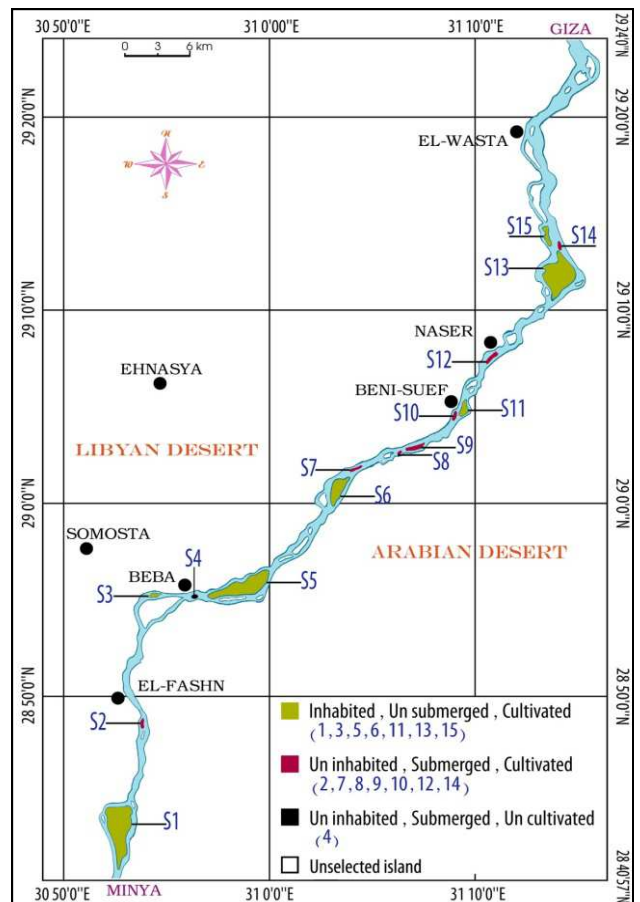 30 50'0''E
31 0'0''E
31 10'0''E
GIZA
29 24'0''N
0 3 6 km
29 20'0''N
29 20'0''N
EL-WASTA
N
W
E
S
S15
S14
S13
29 10'0''N
29 10'0''N
NASER
S12
EHNASYA
BENI-SUEF
S10
S11
LIBYAN DESERT
S9
S7
S8
S6
29 0'0''N
29 0'0''N
SOMOSTA
ARABIAN DESERT
S4
BEBA
S3
S5
EL-FASHN
28 50'0''N
28 50'0''N
S2
Inhabited , Un submerged , Cultivated
(1,3,5,6,11,13,15)
Un inhabited , Submerged , Cultivated
(2,7,8,9,10,12,14)
S1
Un inhabited , Submerged , Un cultivated
(4)
Unselected island
28 40'57''N
30 50'0''E
MINYA
31 0'0''E
31 10'0''E